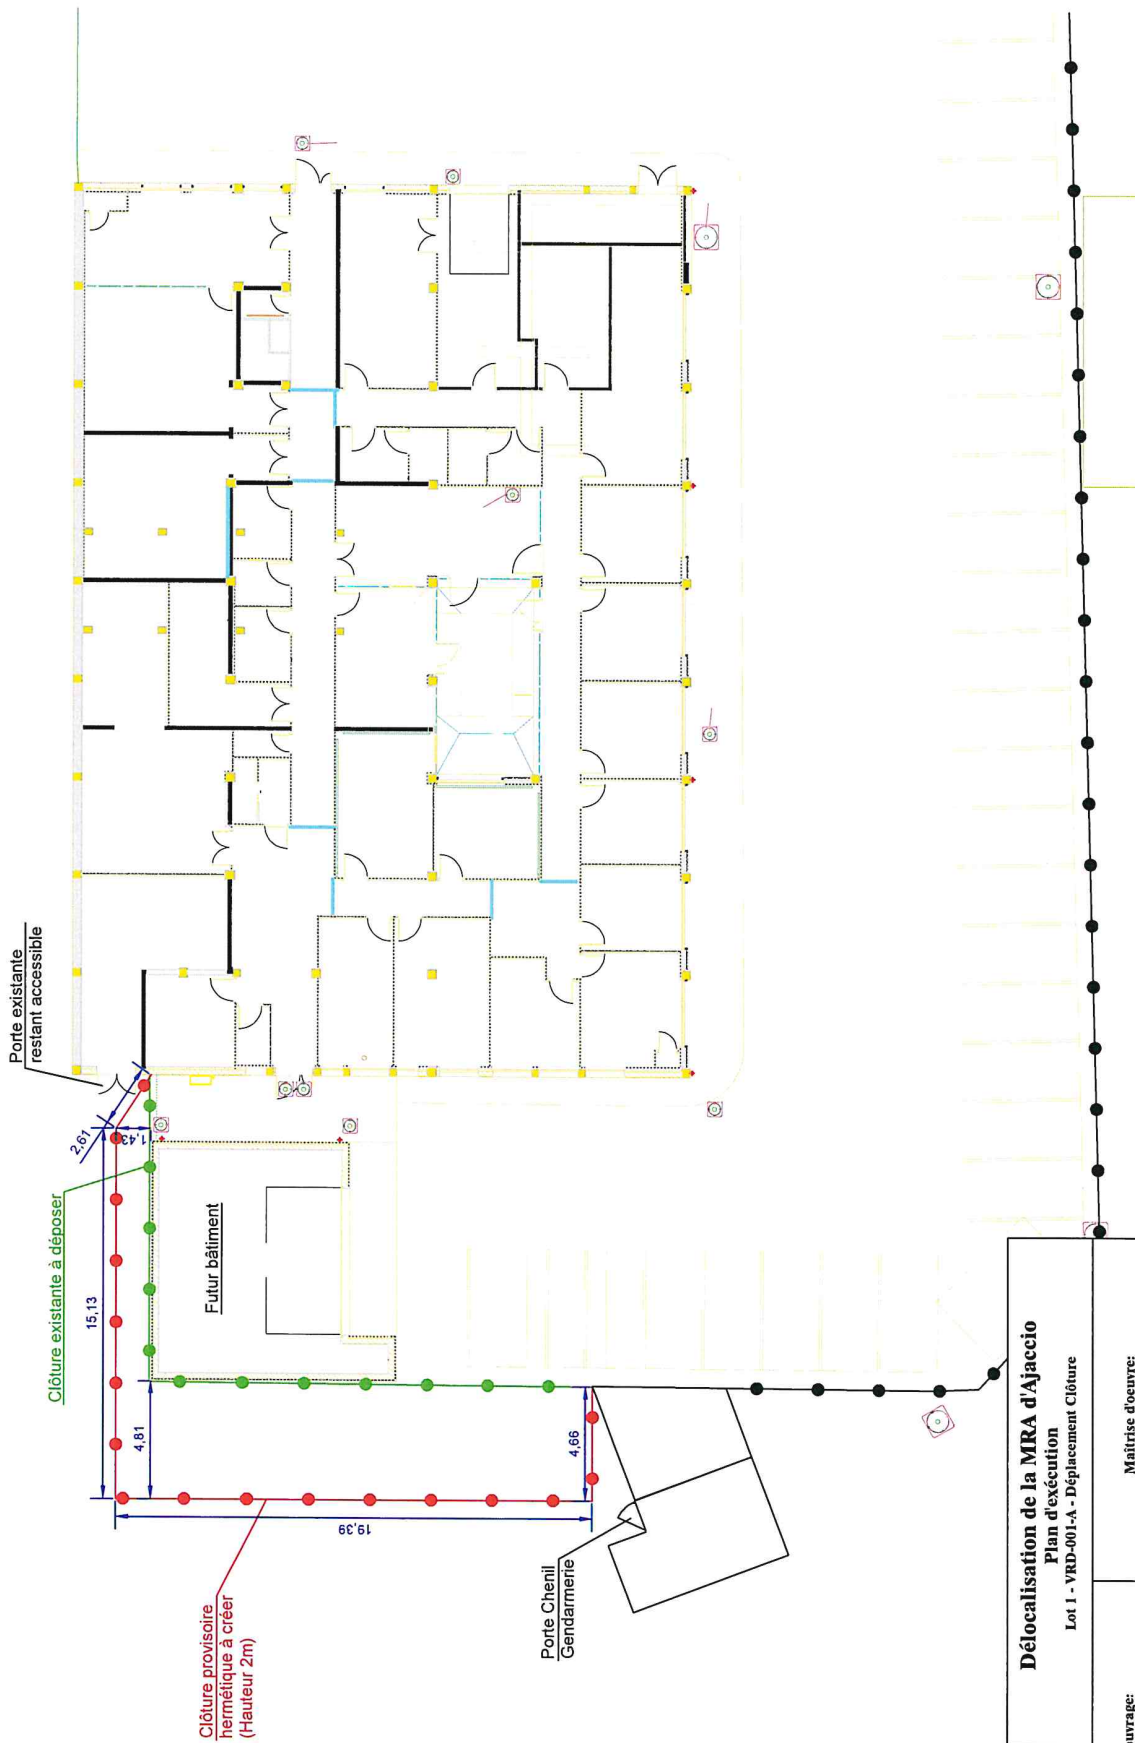 Porte existante
restant accessible
Clôture existante à déposer
2,61
1,43
15,13
Futur bâtiment
4,81
4,66
19,39
Clôture provisoire
hermétique à créer
(Hauteur 2m)
Porte Chenil
Gendarmerie
Délocalisation de la MRA d'Ajaccio
Plan d'exécution
Lot 1 - VRD-001-A - Déplacement Clôture
Maîtrise d'oeuvre:
ouvrage: